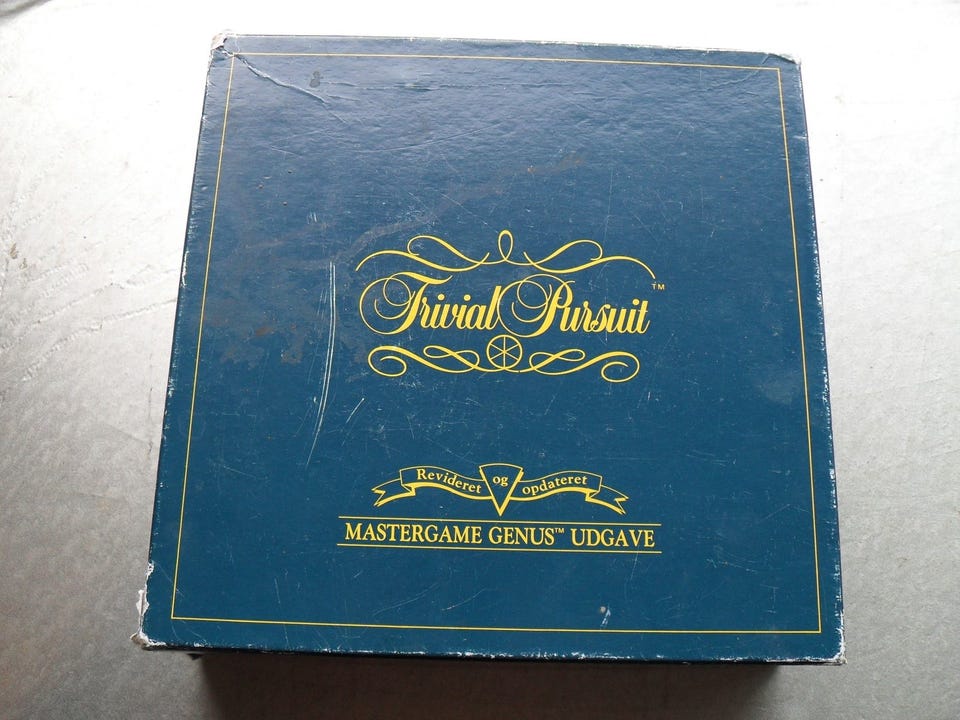 Trivial Pursuit™
Revideret og opdateret
MASTERGAME GENUS™ UDGAVE